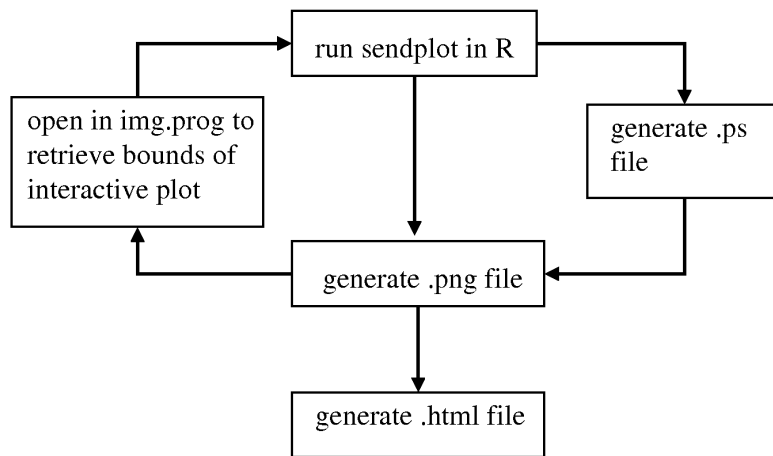 run sendplot in R
open in img.prog to
retrieve bounds of
interactive plot
generate .ps
file
generate .png file
generate .html file